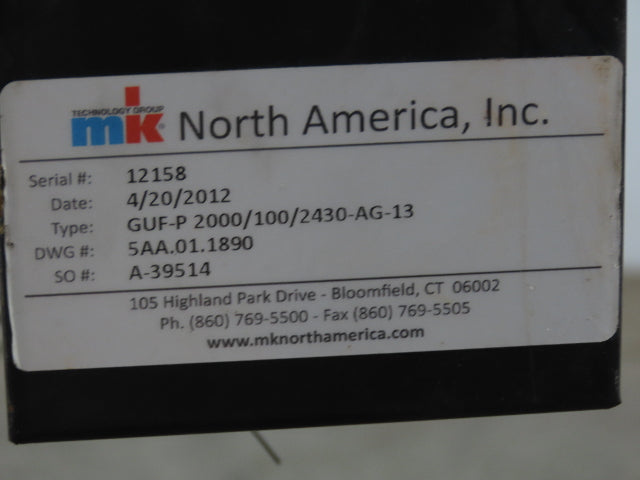 TECHNOLOGY GROUP
mk® North America, Inc.
Serial #: 12158
Date: 4/20/2012
Type: GUF-P 2000/100/2430-AG-13
DWG #: 5AA.01.1890
SO #: A-39514
105 Highland Park Drive - Bloomfield, CT 06002
Ph. (860) 769-5500 - Fax (860) 769-5505
www.mknorthamerica.com